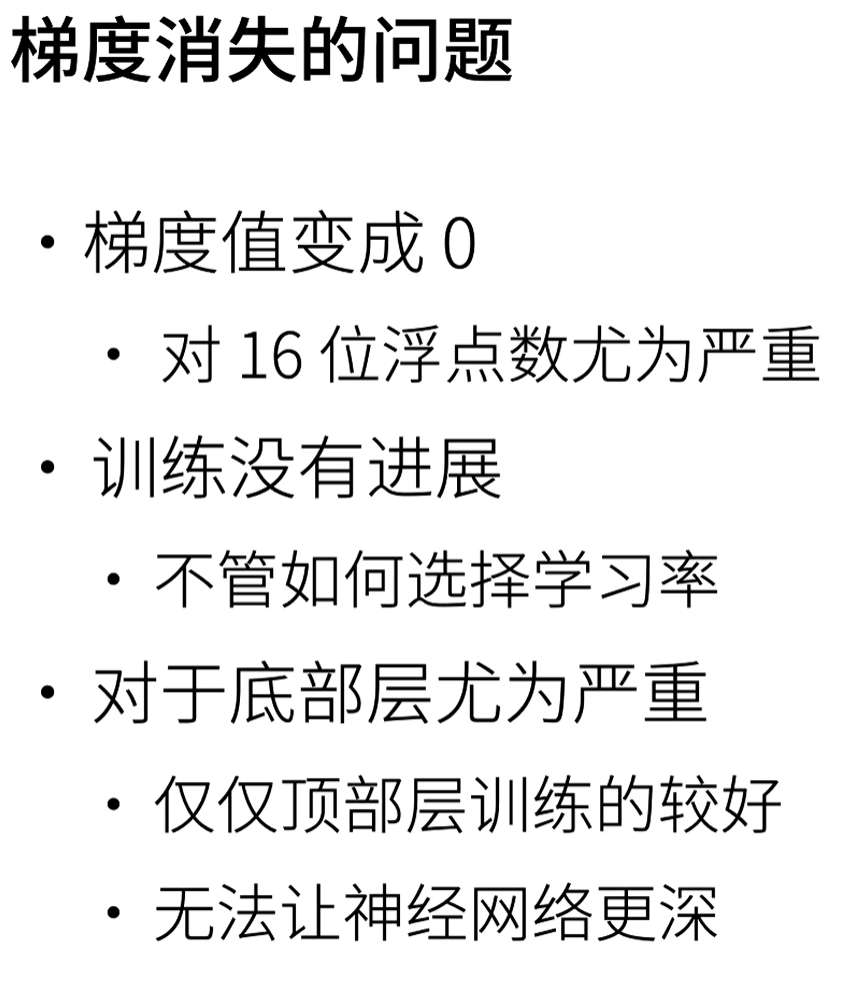 梯度消失的问题
• 梯度值变成 0
• 对 16 位浮点数尤为严重
• 训练没有进展
• 不管如何选择学习率
• 对于底部层尤为严重
• 仅仅顶部层训练的较好
• 无法让神经网络更深